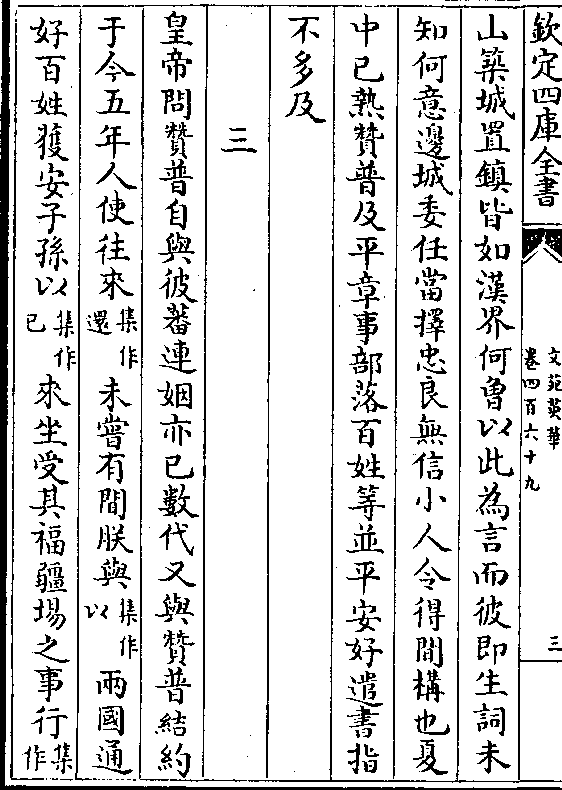 欽定四庫全書
文苑英華
卷四百六十九
三
山築城置鎮皆如漢界何曾以此為言而彼即生詞未
知何意邊城委任當擇忠良無信小人令得間構也夏
中已熱贊普及平章事部落百姓等並平安好遣書指
不多及
三
皇帝問贊普自與彼蕃連姻亦已數代又與贊普結約
于今五年人使往來集作還未嘗有間朕與集作以兩國通
好百姓獲安子孫以集作已來坐受其福疆場之事行集作